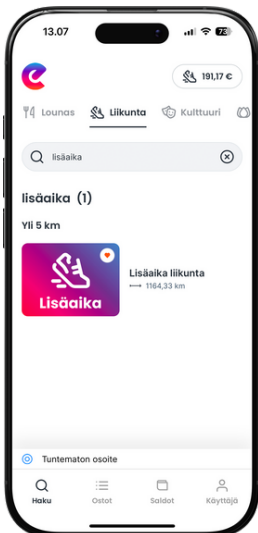 13.07
73
191,17 €
Lounas Liikunta Kulttuuri
lisäaika
lisäaika (1)
Yli 5 km
Lisäaika
Lisäaika liikunta
1164,33 km
Tuntematon osoite
Haku Ostot Saldot Käyttäjä